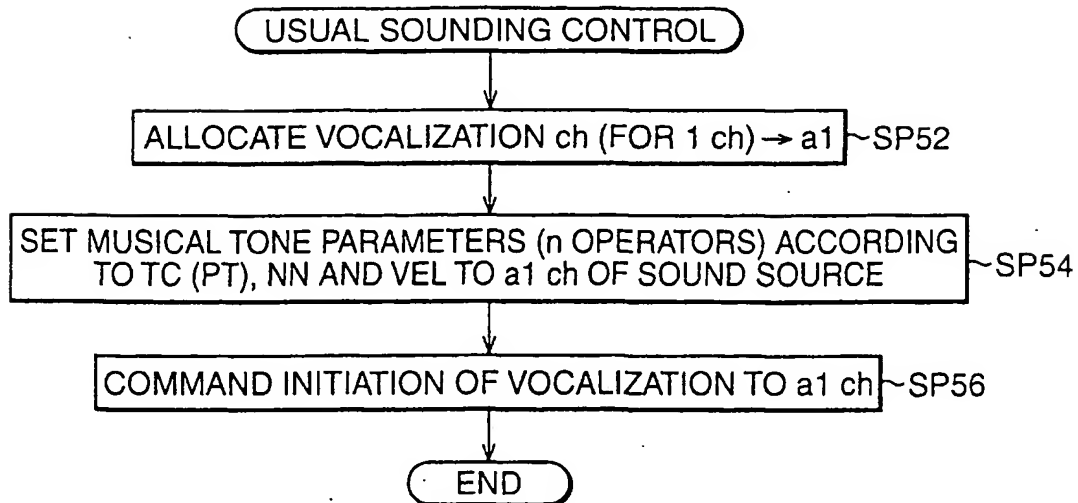 USUAL SOUNDING CONTROL
ALLOCATE VOCALIZATION ch (FOR 1 ch) → a1 ~SP52
SET MUSICAL TONE PARAMETERS (n OPERATORS) ACCORDING
TO TC (PT), NN AND VEL TO a1 ch OF SOUND SOURCE ~SP54
COMMAND INITIATION OF VOCALIZATION TO a1 ch ~SP56
END